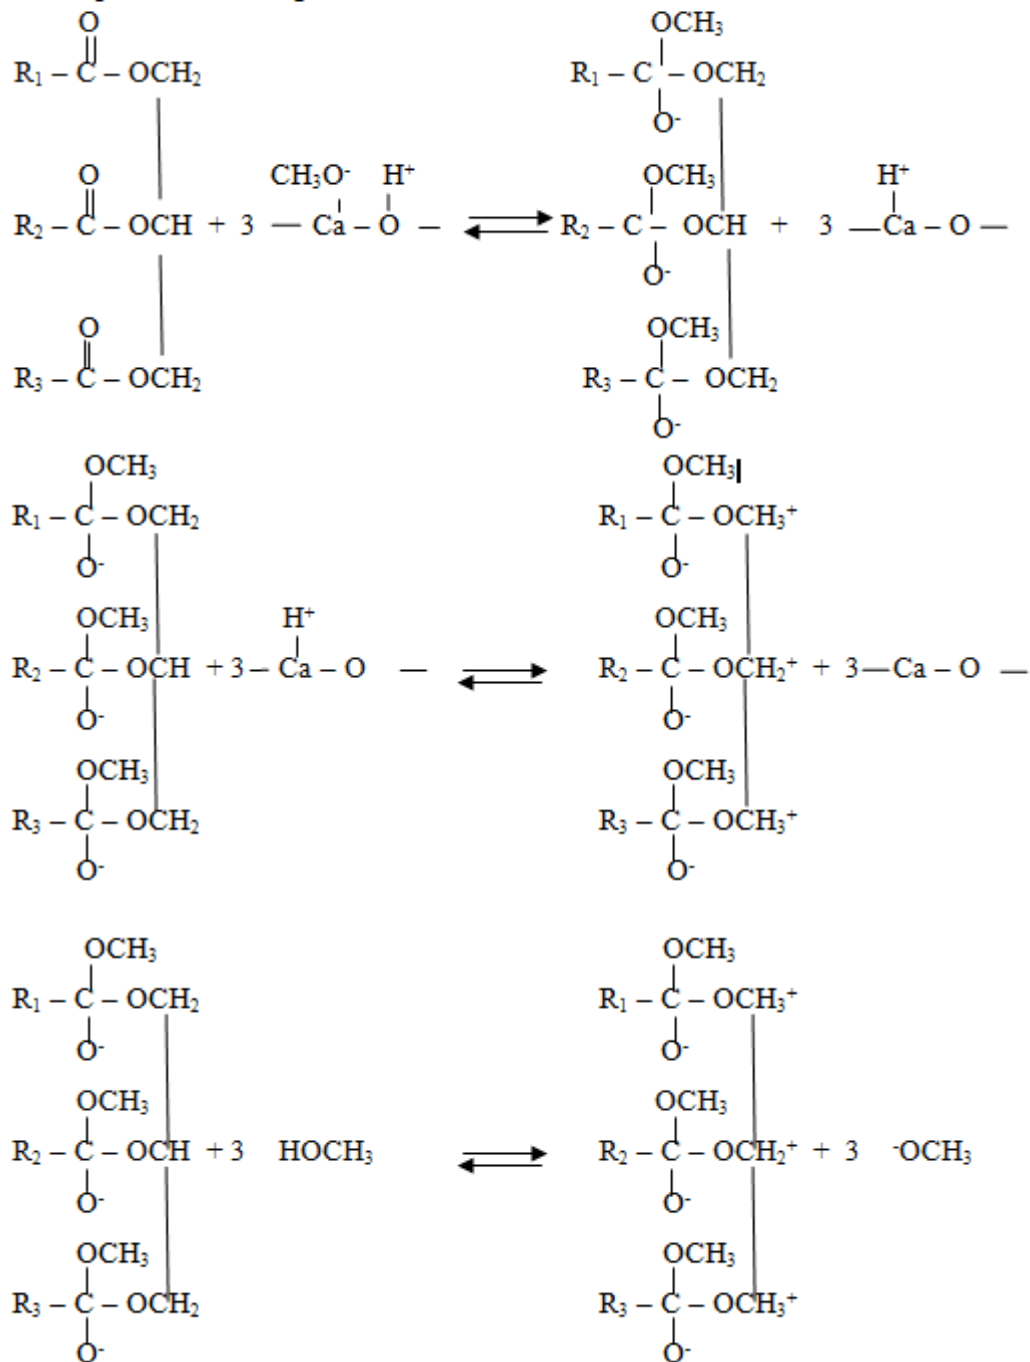 O OCH₃
R₁ – C – OCH₂ R₁ – C – OCH₂
O⁻
O CH₃O⁻ H⁺ OCH₃ H⁺
R₂ – C – OCH + 3 — Ca – O – ⇌ R₂ – C – OCH + 3 — Ca – O —
O⁻
O OCH₃
R₃ – C – OCH₂ R₃ – C – OCH₂
O⁻
OCH₃ OCH₃|
R₁ – C – OCH₂ R₁ – C – OCH₃⁺
O⁻ O⁻
OCH₃ H⁺ OCH₃
R₂ – C – OCH + 3 – Ca – O — ⇌ R₂ – C – OCH₂⁺ + 3 — Ca – O —
O⁻ O⁻
OCH₃ OCH₃
R₃ – C – OCH₂ R₃ – C – OCH₃⁺
O⁻ O⁻
OCH₃ OCH₃
R₁ – C – OCH₂ R₁ – C – OCH₃⁺
O⁻ O⁻
OCH₃ OCH₃
R₂ – C – OCH + 3 HOCH₃ ⇌ R₂ – C – OCH₂⁺ + 3 ⁻OCH₃
O⁻ O⁻
OCH₃ OCH₃
R₃ – C – OCH₂ R₃ – C – OCH₃⁺
O⁻ O⁻